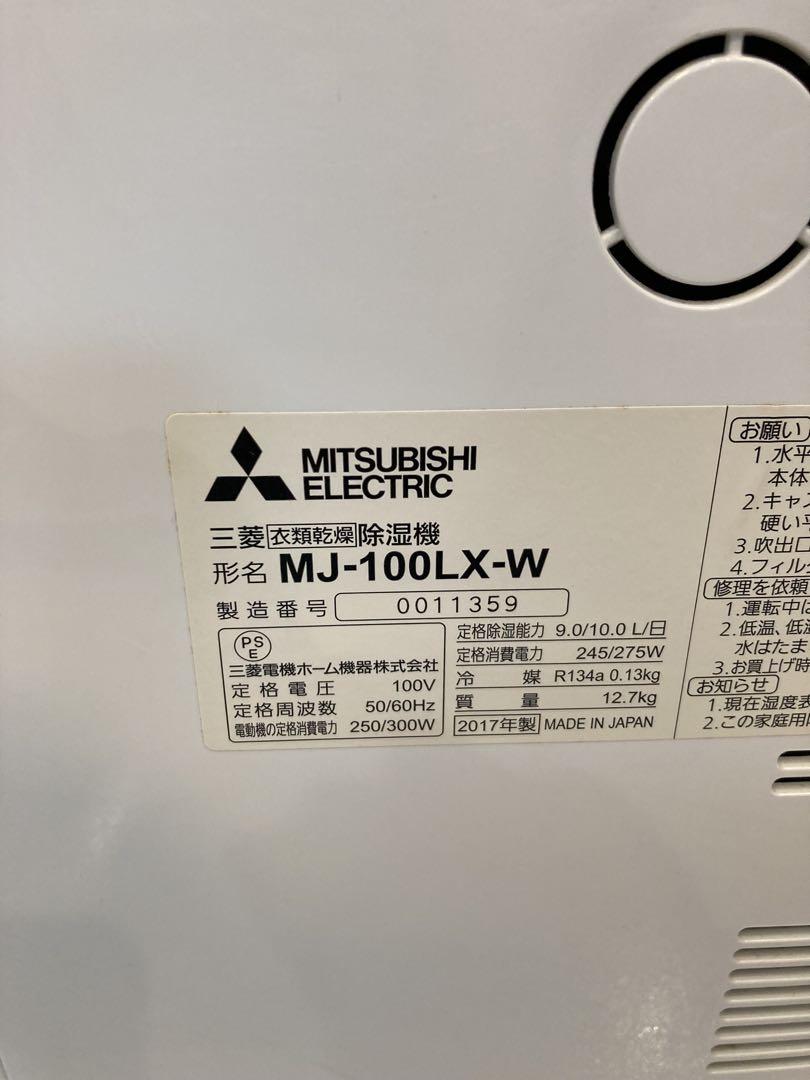 MITSUBISHI
ELECTRIC
三菱 衣類乾燥 除湿機
形名 MJ-100LX-W
製造番号 0011359
PS
E
三菱電機ホーム機器株式会社
定格電圧 100V
定格周波数 50/60Hz
電動機の定格消費電力 250/300W
定格除湿能力 9.0/10.0 L/日
定格消費電力 245/275W
冷媒 R134a 0.13kg
質量 12.7kg
2017年製 MADE IN JAPAN
お願い
1.水平
本体
2.キャス
硬い平
3.吹出口
4.フィル
修理を依頼
1.運転中は
2.低温、低
水はたま
3.お買上げ時
お知らせ
1.現在湿度表
2.この家庭用